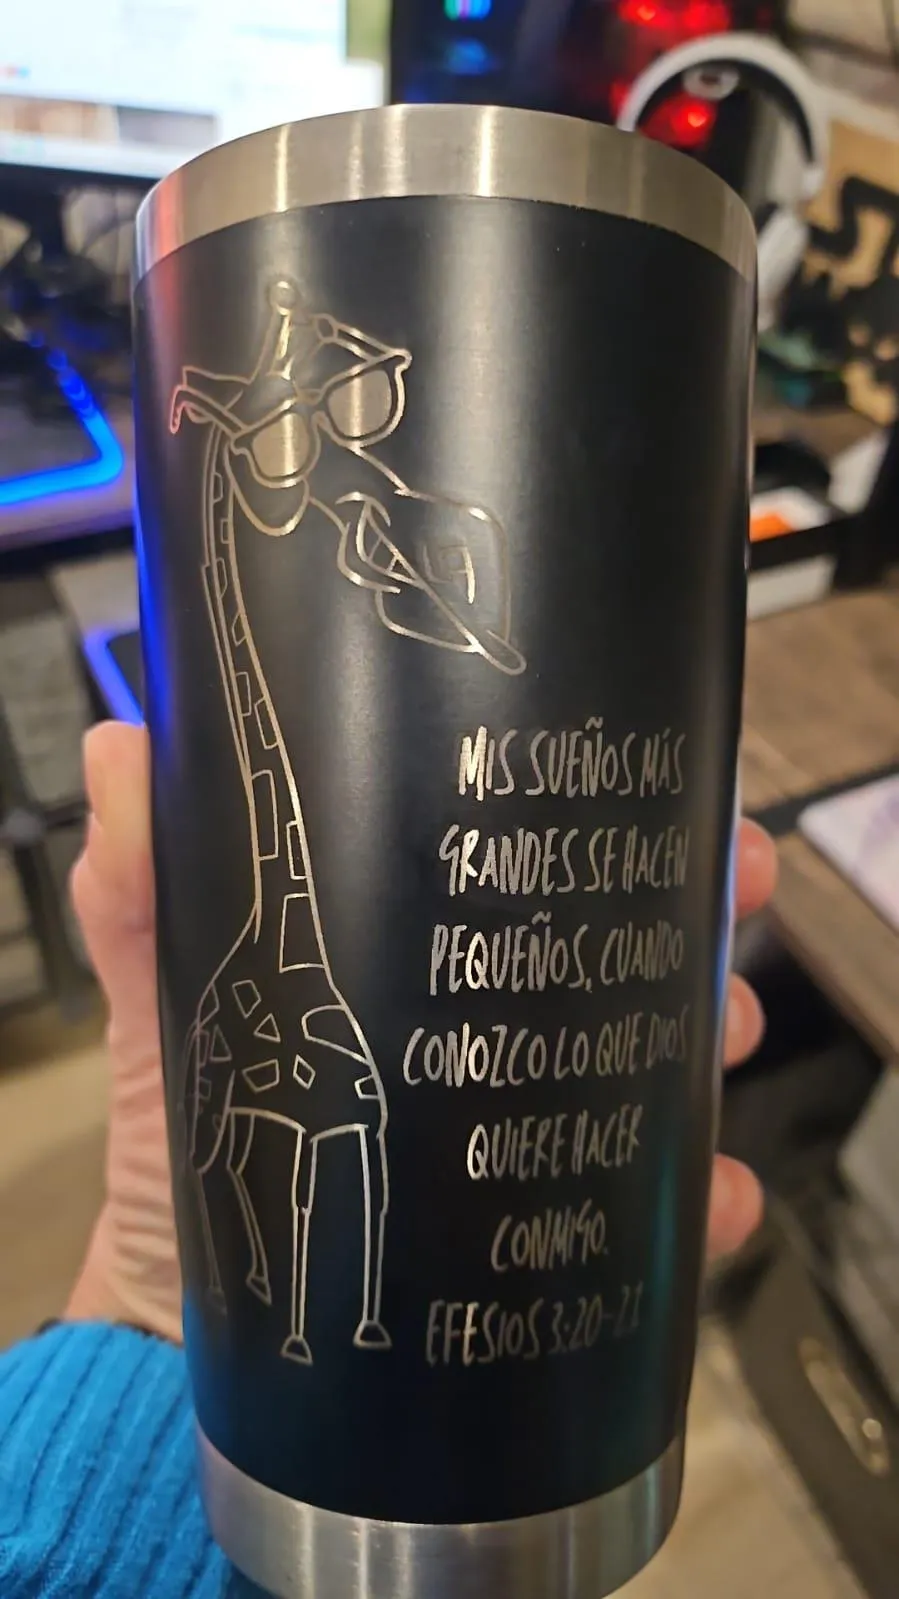 MIS SUEÑOS MÁS
GRANDES SE HACEN
PEQUEÑOS, CUANDO
CONOZCO LO QUE DIOS
QUIERE HACER
CONMIGO.
EFESIOS 3:20-21